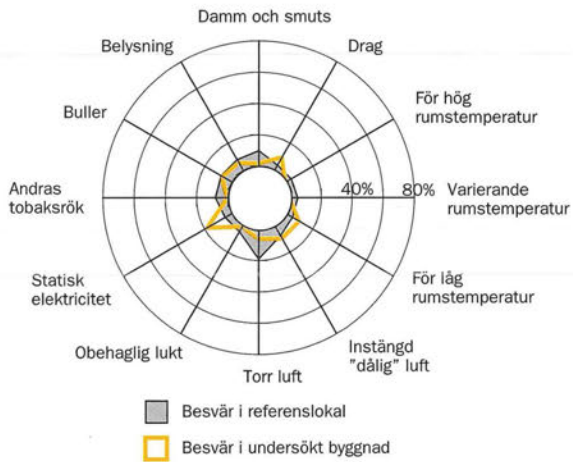 Damm och smuts
Belysning
Drag
Buller
För hög
rumstemperatur
Andras
tobaksrök
40%
80%
Varierande
rumstemperatur
Statisk
elektricitet
För låg
rumstemperatur
Obehaglig lukt
Torr luft
Instängd
"dålig" luft
Besvär i referenslokal
Besvär i undersökt byggnad